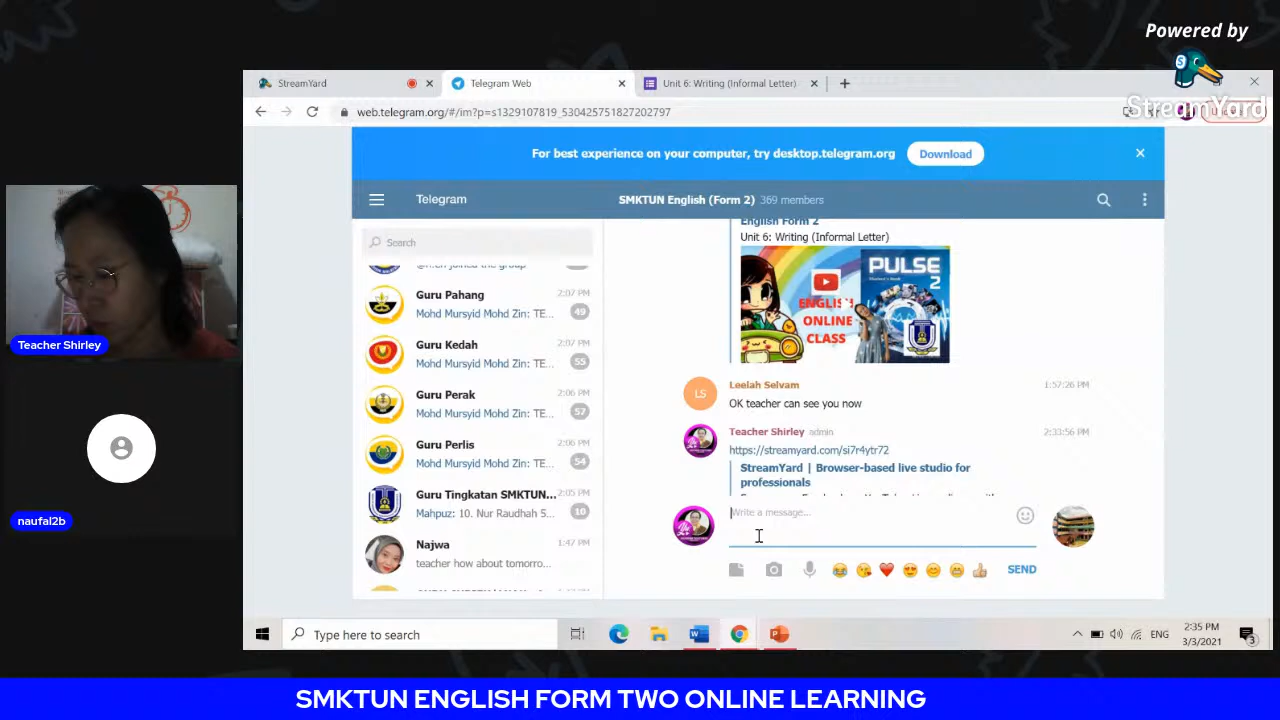 Powered by
StreamYard
StreamYard
Telegram Web
Unit 6: Writing (Informal Letter)
web.telegram.org/#/im?p=s1329107819_530425751827202797
For best experience on your computer, try desktop.telegram.org
Download
Telegram
SMKTUN English (Form 2) 369 members
Search
joined the group
Guru Pahang 2:07 PM
Mohd Mursyid Mohd Zin: TE... 49
Guru Kedah 2:07 PM
Mohd Mursyid Mohd Zin: TE... 55
Guru Perak 2:06 PM
Mohd Mursyid Mohd Zin: TE... 57
Guru Perlis 2:06 PM
Mohd Mursyid Mohd Zin: TE... 54
Guru Tingkatan SMKTUN... 2:05 PM
Mahpuz: 10. Nur Raudhah 5... 10
Najwa 1:47 PM
teacher how about tomorro...
English Form 2
Unit 6: Writing (Informal Letter)
PULSE
2
ENGLISH
ONLINE
CLASS
LS
Leelah Selvam 1:57:26 PM
OK teacher can see you now
Teacher Shirley admin 2:33:56 PM
https://streamyard.com/si7r4ytr72
StreamYard | Browser-based live studio for
professionals
Write a message...
SEND
Teacher Shirley
naufal2b
Type here to search
ENG
2:35 PM
3/3/2021
3
SMKTUN ENGLISH FORM TWO ONLINE LEARNING